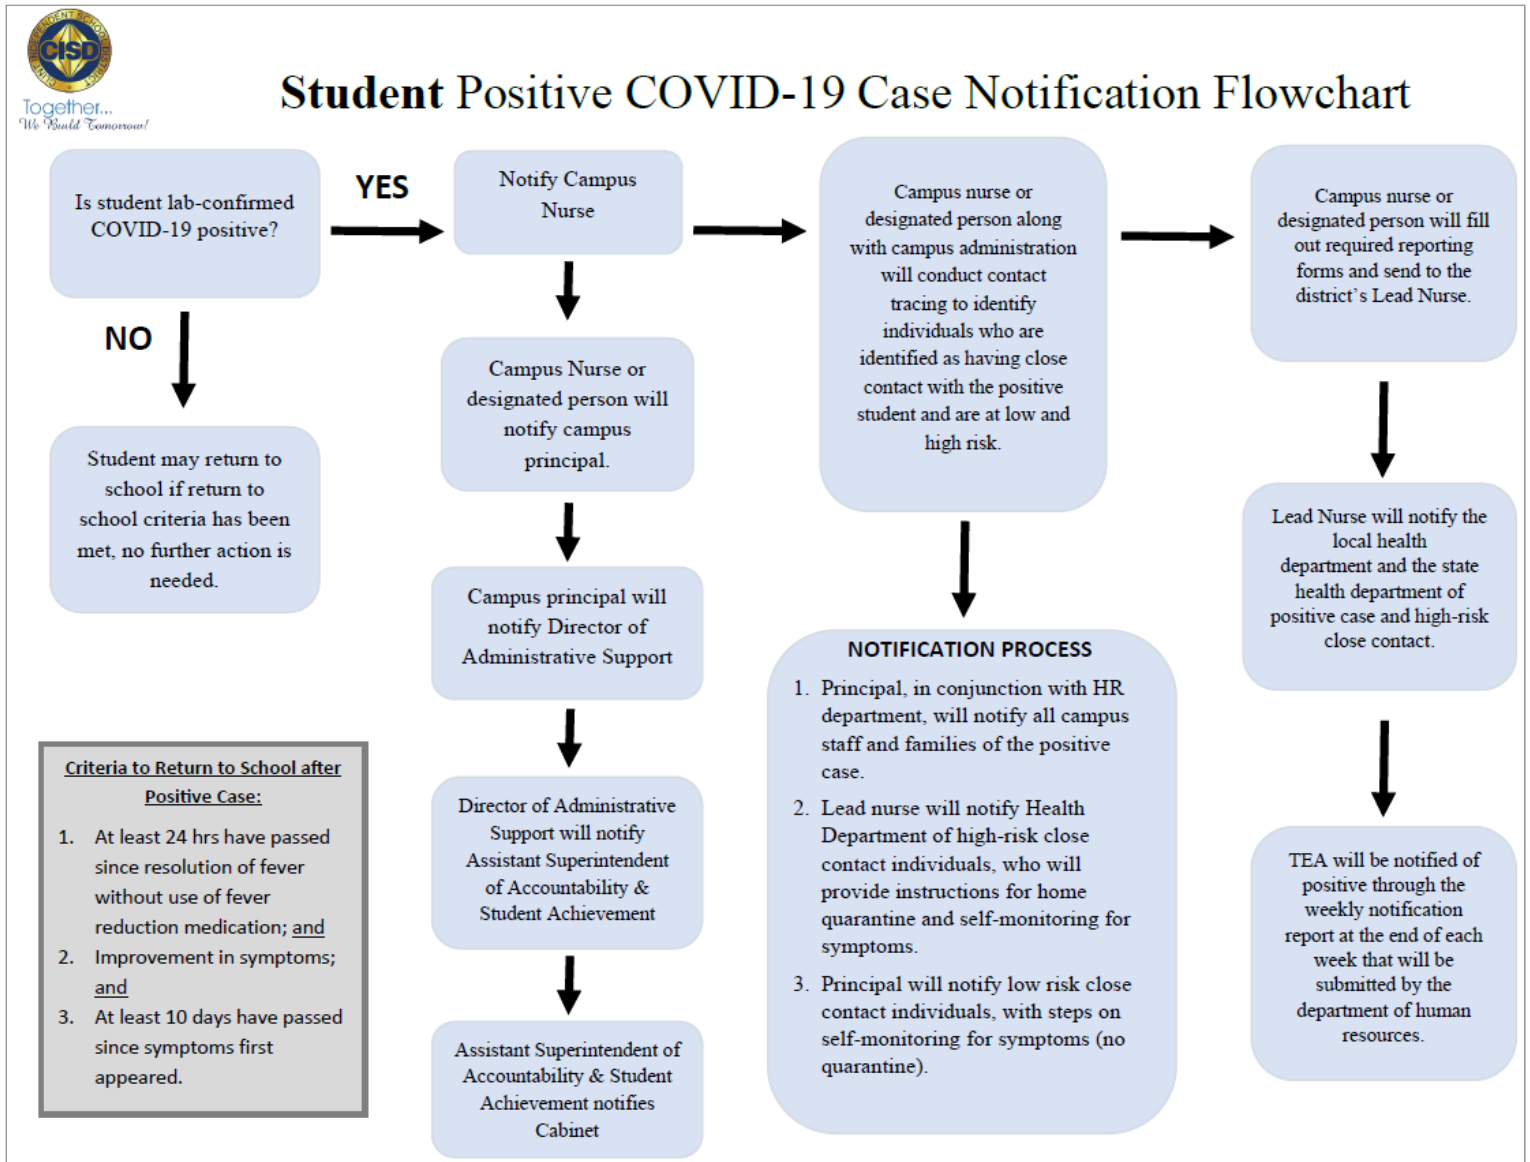 CLINT INDEPENDENT SCHOOL DISTRICT
CISD
Together...
We Build Tomorrow!
Student Positive COVID-19 Case Notification Flowchart
Is student lab-confirmed
COVID-19 positive?
YES
NO
Student may return to
school if return to
school criteria has been
met, no further action is
needed.
Notify Campus
Nurse
Campus Nurse or
designated person will
notify campus
principal.
Campus principal will
notify Director of
Administrative Support
Director of Administrative
Support will notify
Assistant Superintendent
of Accountability &
Student Achievement
Assistant Superintendent of
Accountability & Student
Achievement notifies
Cabinet
Campus nurse or
designated person along
with campus administration
will conduct contact
tracing to identify
individuals who are
identified as having close
contact with the positive
student and are at low and
high risk.
NOTIFICATION PROCESS
1. Principal, in conjunction with HR
department, will notify all campus
staff and families of the positive
case.
2. Lead nurse will notify Health
Department of high-risk close
contact individuals, who will
provide instructions for home
quarantine and self-monitoring for
symptoms.
3. Principal will notify low risk close
contact individuals, with steps on
self-monitoring for symptoms (no
quarantine).
Campus nurse or
designated person will fill
out required reporting
forms and send to the
district's Lead Nurse.
Lead Nurse will notify the
local health
department and the state
health department of
positive case and high-risk
close contact.
TEA will be notified of
positive through the
weekly notification
report at the end of each
week that will be
submitted by the
department of human
resources.
Criteria to Return to School after
Positive Case:
1. At least 24 hrs have passed
since resolution of fever
without use of fever
reduction medication; and
2. Improvement in symptoms;
and
3. At least 10 days have passed
since symptoms first
appeared.